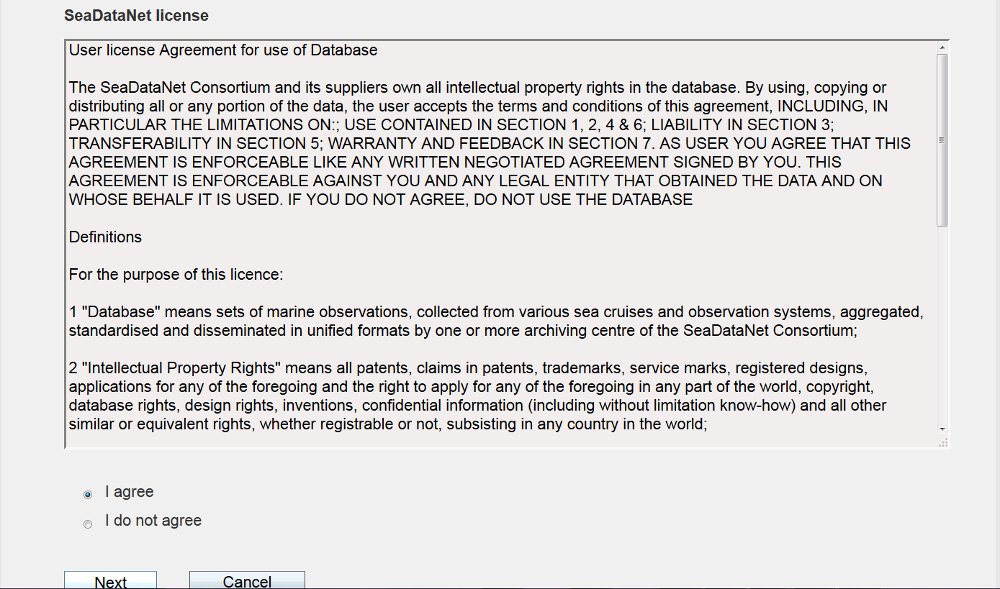 SeaDataNet license
User license Agreement for use of Database
The SeaDataNet Consortium and its suppliers own all intellectual property rights in the database. By using, copying or
distributing all or any portion of the data, the user accepts the terms and conditions of this agreement, INCLUDING, IN
PARTICULAR THE LIMITATIONS ON:; USE CONTAINED IN SECTION 1, 2, 4 & 6; LIABILITY IN SECTION 3;
TRANSFERABILITY IN SECTION 5; WARRANTY AND FEEDBACK IN SECTION 7. AS USER YOU AGREE THAT THIS
AGREEMENT IS ENFORCEABLE LIKE ANY WRITTEN NEGOTIATED AGREEMENT SIGNED BY YOU. THIS
AGREEMENT IS ENFORCEABLE AGAINST YOU AND ANY LEGAL ENTITY THAT OBTAINED THE DATA AND ON
WHOSE BEHALF IT IS USED. IF YOU DO NOT AGREE, DO NOT USE THE DATABASE
Definitions
For the purpose of this licence:
1 "Database" means sets of marine observations, collected from various sea cruises and observation systems, aggregated,
standardised and disseminated in unified formats by one or more archiving centre of the SeaDataNet Consortium;
2 "Intellectual Property Rights" means all patents, claims in patents, trademarks, service marks, registered designs,
applications for any of the foregoing and the right to apply for any of the foregoing in any part of the world, copyright,
database rights, design rights, inventions, confidential information (including without limitation know-how) and all other
similar or equivalent rights, whether registrable or not, subsisting in any country in the world;
I agree
I do not agree
Next Cancel